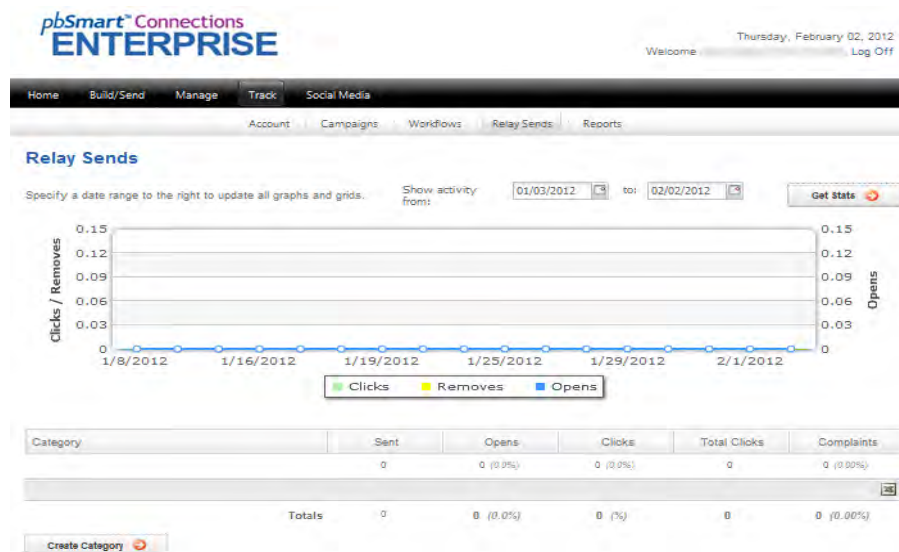 pbSmart™ Connections
ENTERPRISE
Thursday, February 02, 2012
Welcome Log Off
Home Build/Send Manage Track Social Media
Account Campaigns Workflows Relay Sends Reports
Relay Sends
Specify a date range to the right to update all graphs and grids. Show activity from: 01/03/2012 to: 02/02/2012 Get Stats
0.15 0.15
0.12 0.12
0.09 0.09
0.06 0.06
0.03 0.03
0 0
Clicks / Removes
Opens
1/8/2012 1/16/2012 1/19/2012 1/25/2012 1/29/2012 2/1/2012
Clicks Removes Opens
Category Sent Opens Clicks Total Clicks Complaints
0 0 (0.0%) 0 (0.0%) 0 0 (0.00%)
Totals 0 0 (0.0%) 0 (%) 0 0 (0.00%)
Create Category